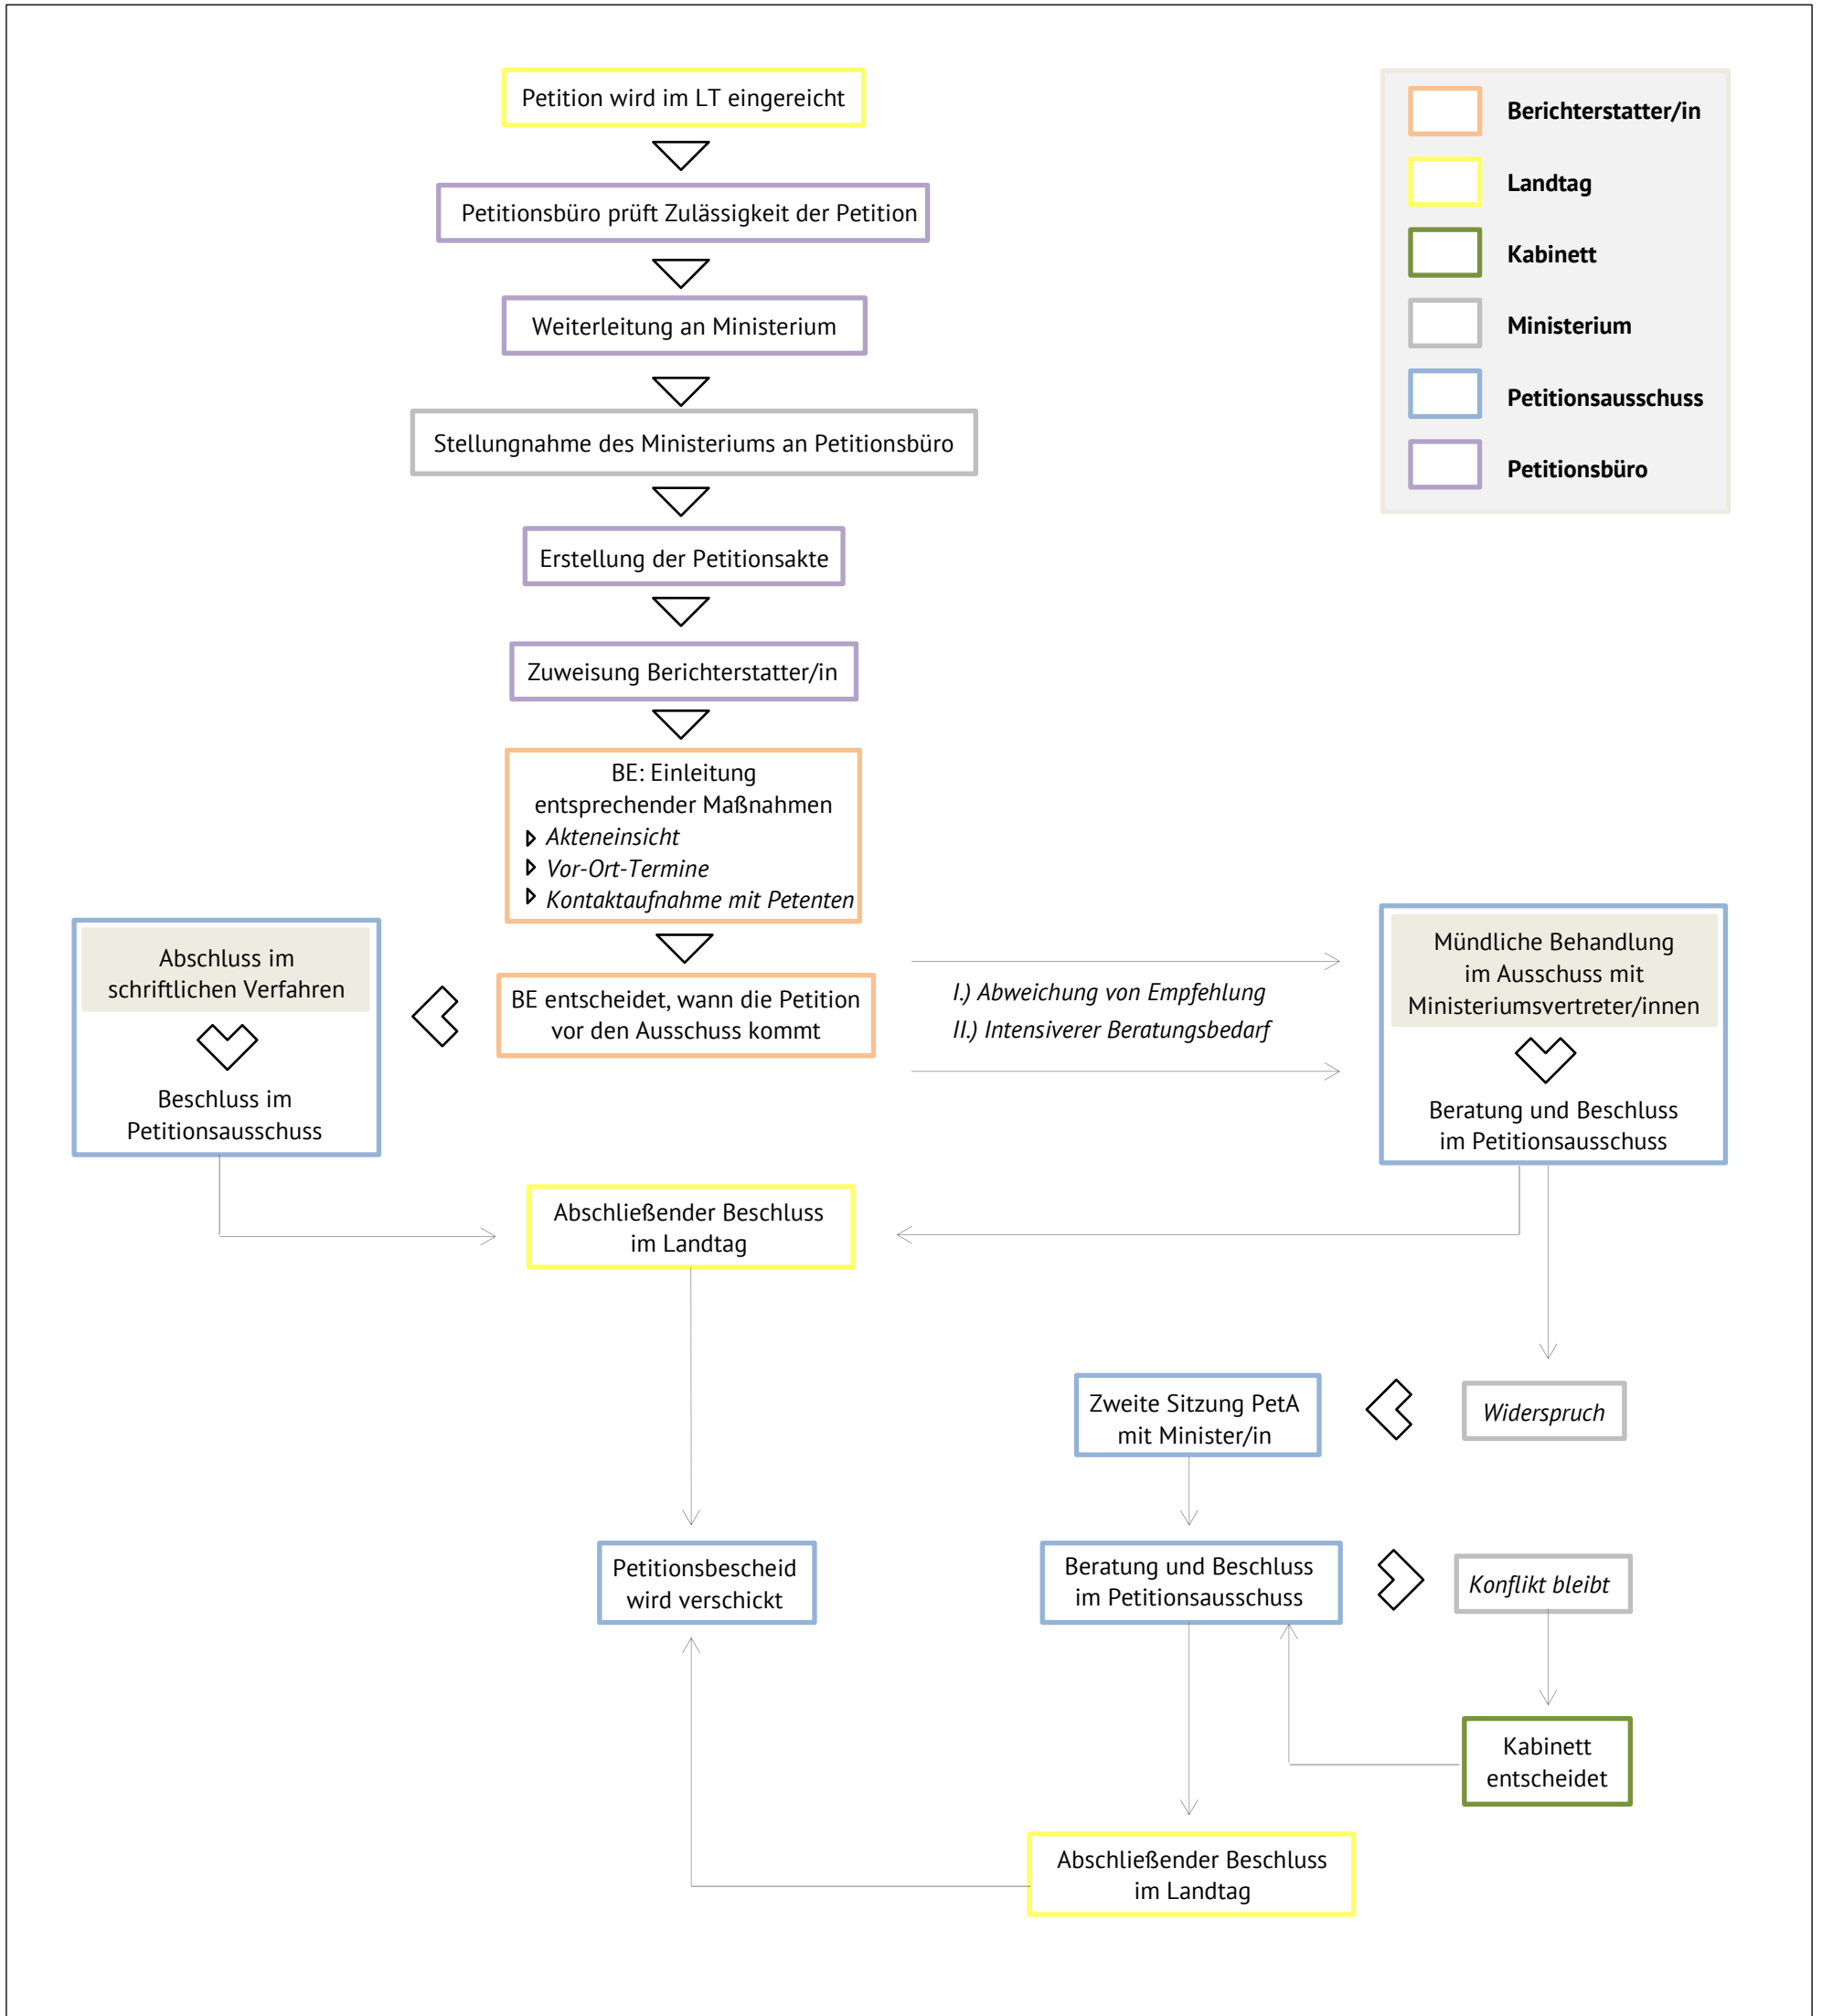 Petition wird im LT eingereicht
Petitionsbüro prüft Zulässigkeit der Petition
Weiterleitung an Ministerium
Stellungnahme des Ministeriums an Petitionsbüro
Erstellung der Petitionsakte
Zuweisung Berichterstatter/in
BE: Einleitung
entsprechender Maßnahmen
Akteneinsicht
Vor-Ort-Termine
Kontaktaufnahme mit Petenten
BE entscheidet, wann die Petition
vor den Ausschuss kommt
Abschluss im
schriftlichen Verfahren
Beschluss im
Petitionsausschuss
I.) Abweichung von Empfehlung
II.) Intensiverer Beratungsbedarf
Mündliche Behandlung
im Ausschuss mit
Ministeriumsvertreter/innen
Beratung und Beschluss
im Petitionsausschuss
Abschließender Beschluss
im Landtag
Widerspruch
Zweite Sitzung PetA
mit Minister/in
Petitionsbescheid
wird verschickt
Beratung und Beschluss
im Petitionsausschuss
Konflikt bleibt
Kabinett
entscheidet
Abschließender Beschluss
im Landtag
Berichterstatter/in
Landtag
Kabinett
Ministerium
Petitionsausschuss
Petitionsbüro